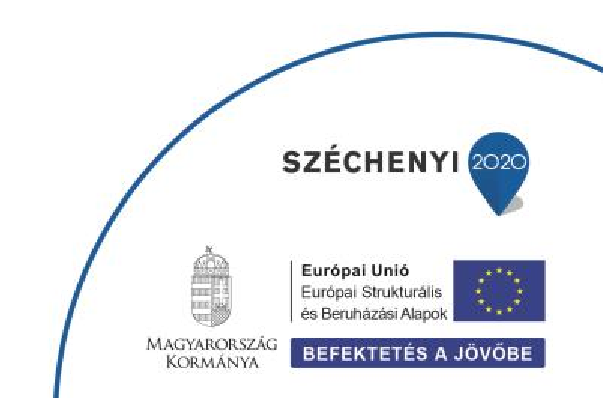 SZÉCHENYI 2020
Európai Unió
Európai Strukturális
és Beruházási Alapok
MAGYARORSZÁG
KORMÁNYA
BEFEKTETÉS A JÖVŐBE